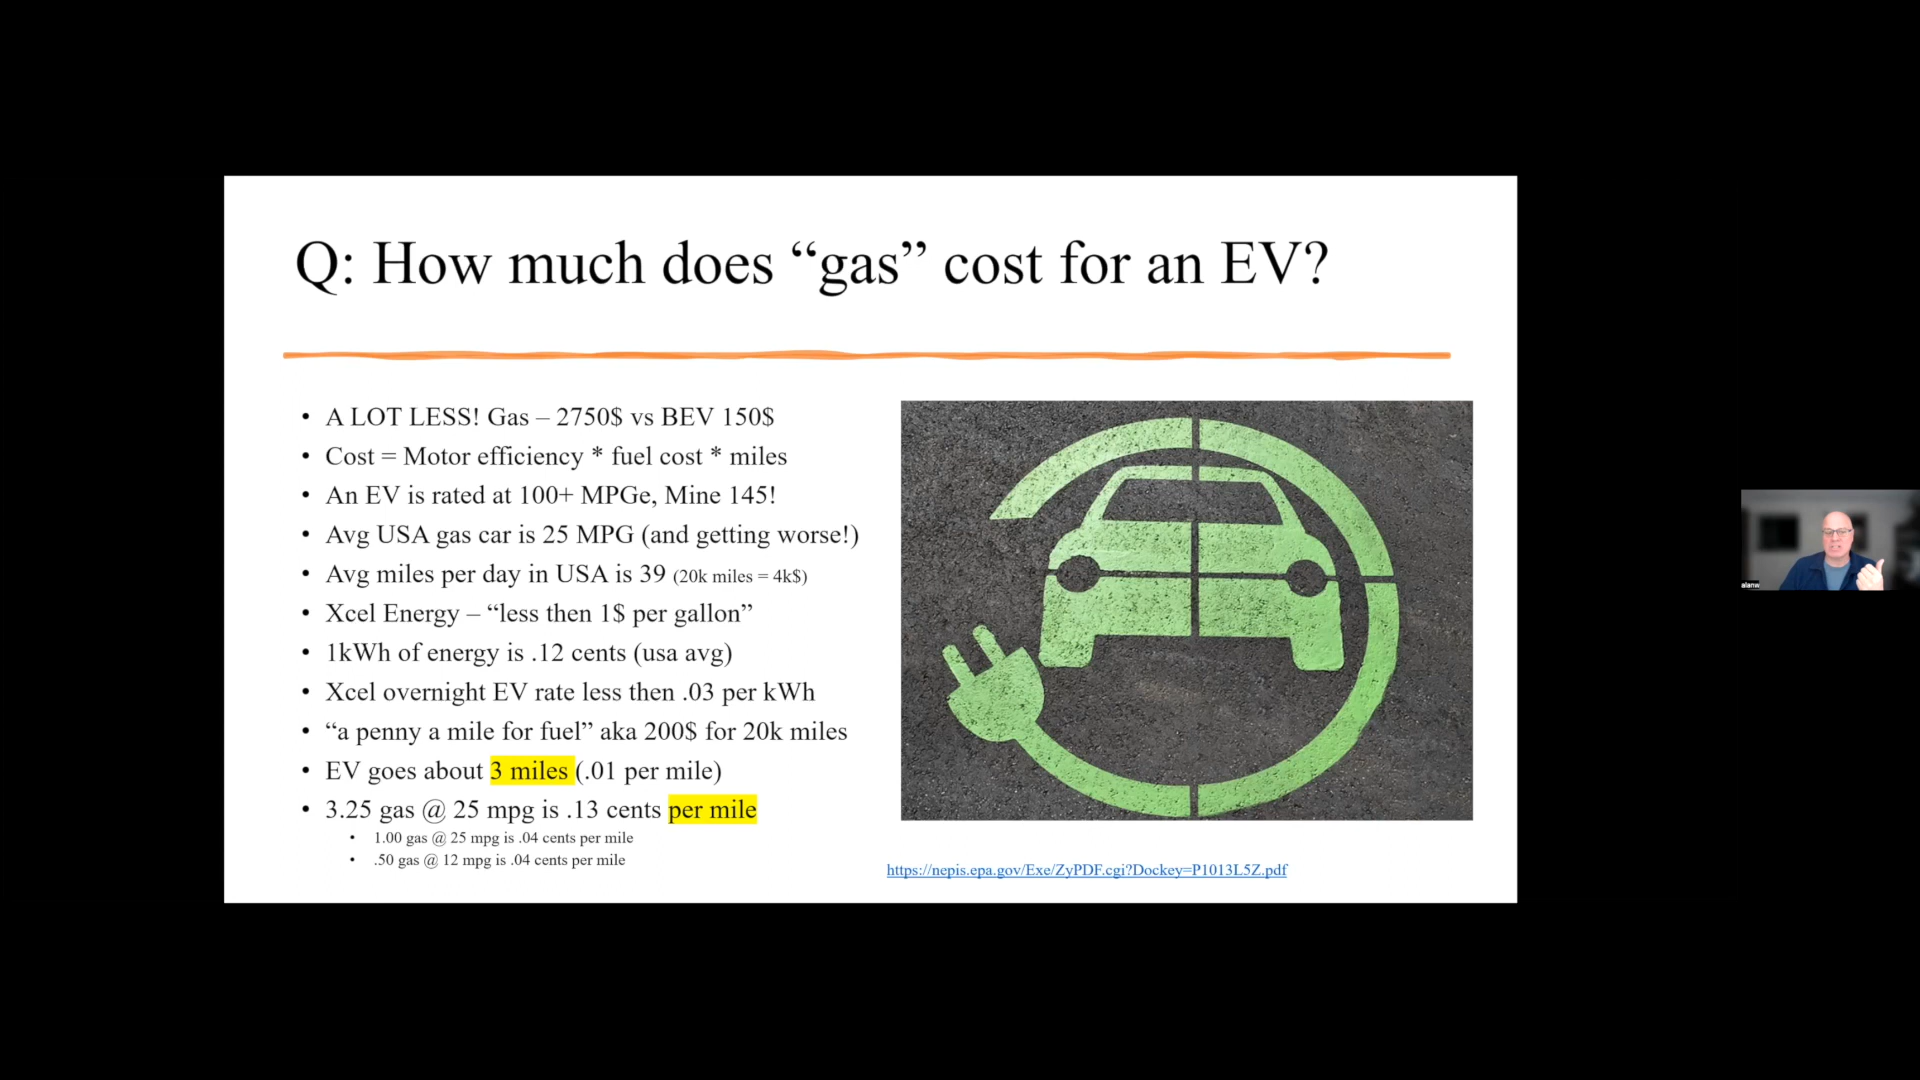 Q: How much does “gas” cost for an EV?
• A LOT LESS! Gas – 2750$ vs BEV 150$
• Cost = Motor efficiency * fuel cost * miles
• An EV is rated at 100+ MPGe, Mine 145!
• Avg USA gas car is 25 MPG (and getting worse!)
• Avg miles per day in USA is 39 (20k miles = 4k$)
• Xcel Energy – “less then 1$ per gallon”
• 1kWh of energy is .12 cents (usa avg)
• Xcel overnight EV rate less then .03 per kWh
• “a penny a mile for fuel” aka 200$ for 20k miles
• EV goes about 3 miles (.01 per mile)
• 3.25 gas @ 25 mpg is .13 cents per mile
• 1.00 gas @ 25 mpg is .04 cents per mile
• .50 gas @ 12 mpg is .04 cents per mile
https://nepis.epa.gov/Exe/ZyPDF.cgi?Dockey=P1013L5Z.pdf
alanw